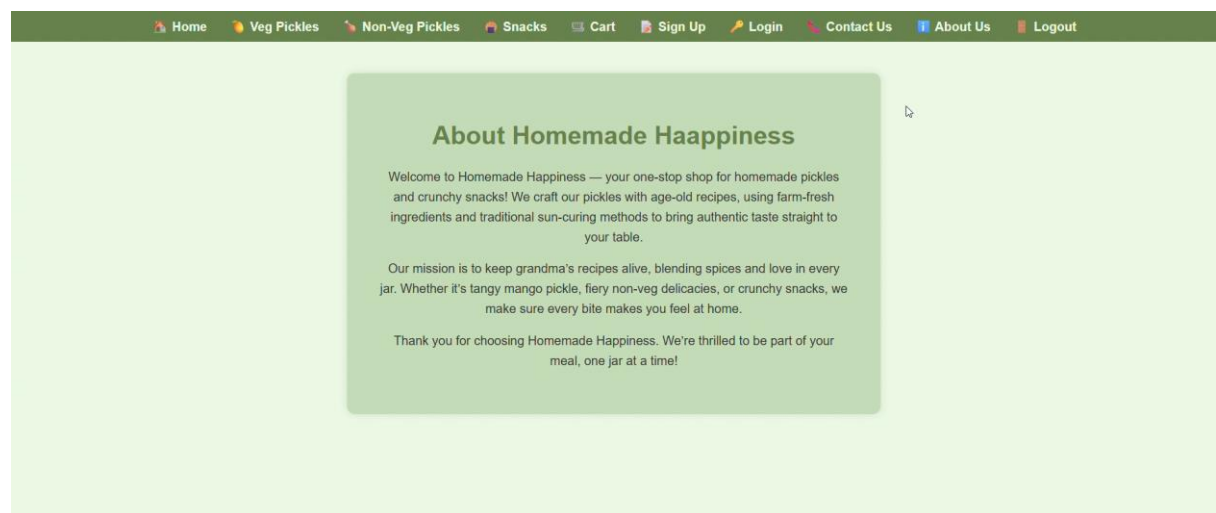 Home Veg Pickles Non-Veg Pickles Snacks Cart Sign Up Login Contact Us About Us Logout
About Homemade Haappiness
Welcome to Homemade Happiness — your one-stop shop for homemade pickles
and crunchy snacks! We craft our pickles with age-old recipes, using farm-fresh
ingredients and traditional sun-curing methods to bring authentic taste straight to
your table.
Our mission is to keep grandma's recipes alive, blending spices and love in every
jar. Whether it's tangy mango pickle, fiery non-veg delicacies, or crunchy snacks, we
make sure every bite makes you feel at home.
Thank you for choosing Homemade Happiness. We're thrilled to be part of your
meal, one jar at a time!